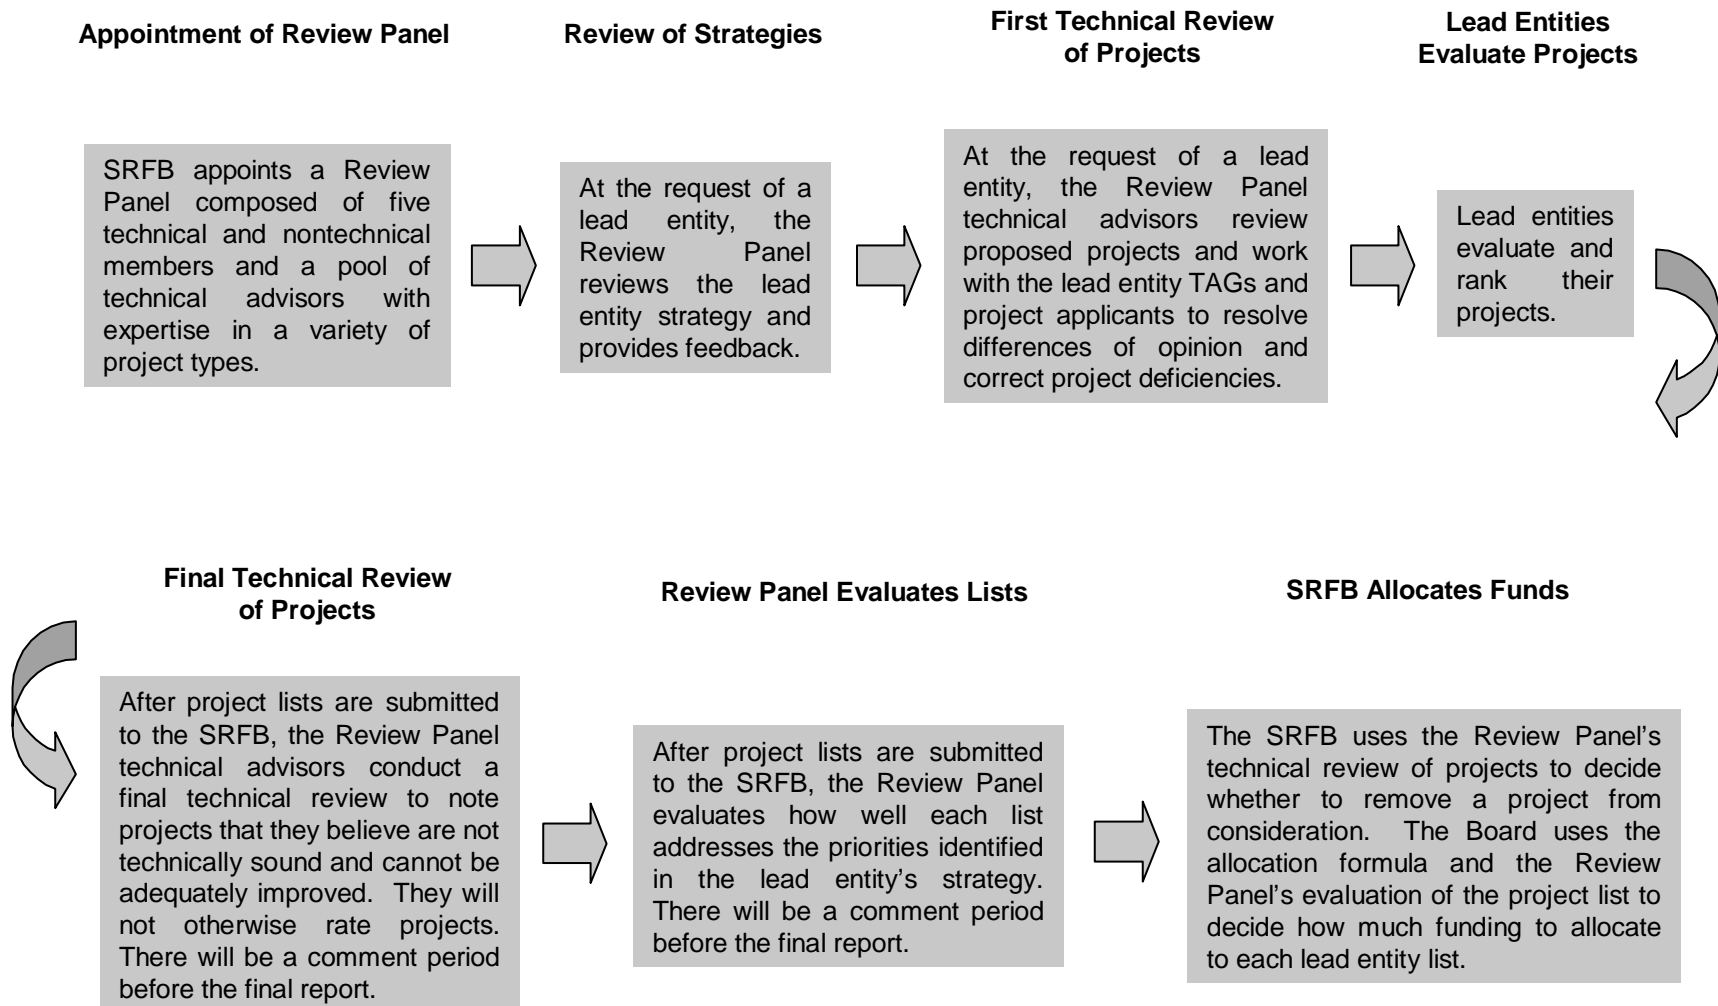 Appointment of Review Panel
SRFB appoints a Review
Panel composed of five
technical and nontechnical
members and a pool of
technical advisors with
expertise in a variety of
project types.
Review of Strategies
At the request of a
lead entity, the
Review Panel
reviews the lead
entity strategy and
provides feedback.
First Technical Review
of Projects
At the request of a lead
entity, the Review Panel
technical advisors review
proposed projects and work
with the lead entity TAGs and
project applicants to resolve
differences of opinion and
correct project deficiencies.
Lead Entities
Evaluate Projects
Lead entities
evaluate and
rank their
projects.
Final Technical Review
of Projects
After project lists are submitted
to the SRFB, the Review Panel
technical advisors conduct a
final technical review to note
projects that they believe are not
technically sound and cannot be
adequately improved. They will
not otherwise rate projects.
There will be a comment period
before the final report.
Review Panel Evaluates Lists
After project lists are submitted
to the SRFB, the Review Panel
evaluates how well each list
addresses the priorities identified
in the lead entity’s strategy.
There will be a comment period
before the final report.
SRFB Allocates Funds
The SRFB uses the Review Panel’s
technical review of projects to decide
whether to remove a project from
consideration. The Board uses the
allocation formula and the Review
Panel’s evaluation of the project list to
decide how much funding to allocate
to each lead entity list.